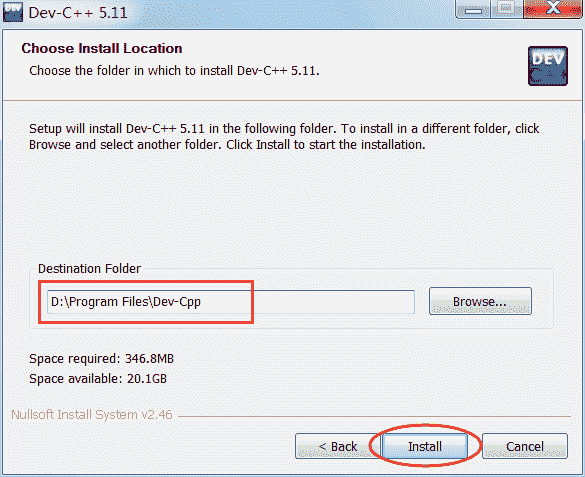 Dev-C++ 5.11
Choose Install Location
Choose the folder in which to install Dev-C++ 5.11.
DEV
C++
Setup will install Dev-C++ 5.11 in the following folder. To install in a different folder, click
Browse and select another folder. Click Install to start the installation.
Destination Folder
D:\Program Files\Dev-Cpp
Browse...
Space required: 346.8MB
Space available: 20.1GB
Nullsoft Install System v2.46
< Back
Install
Cancel